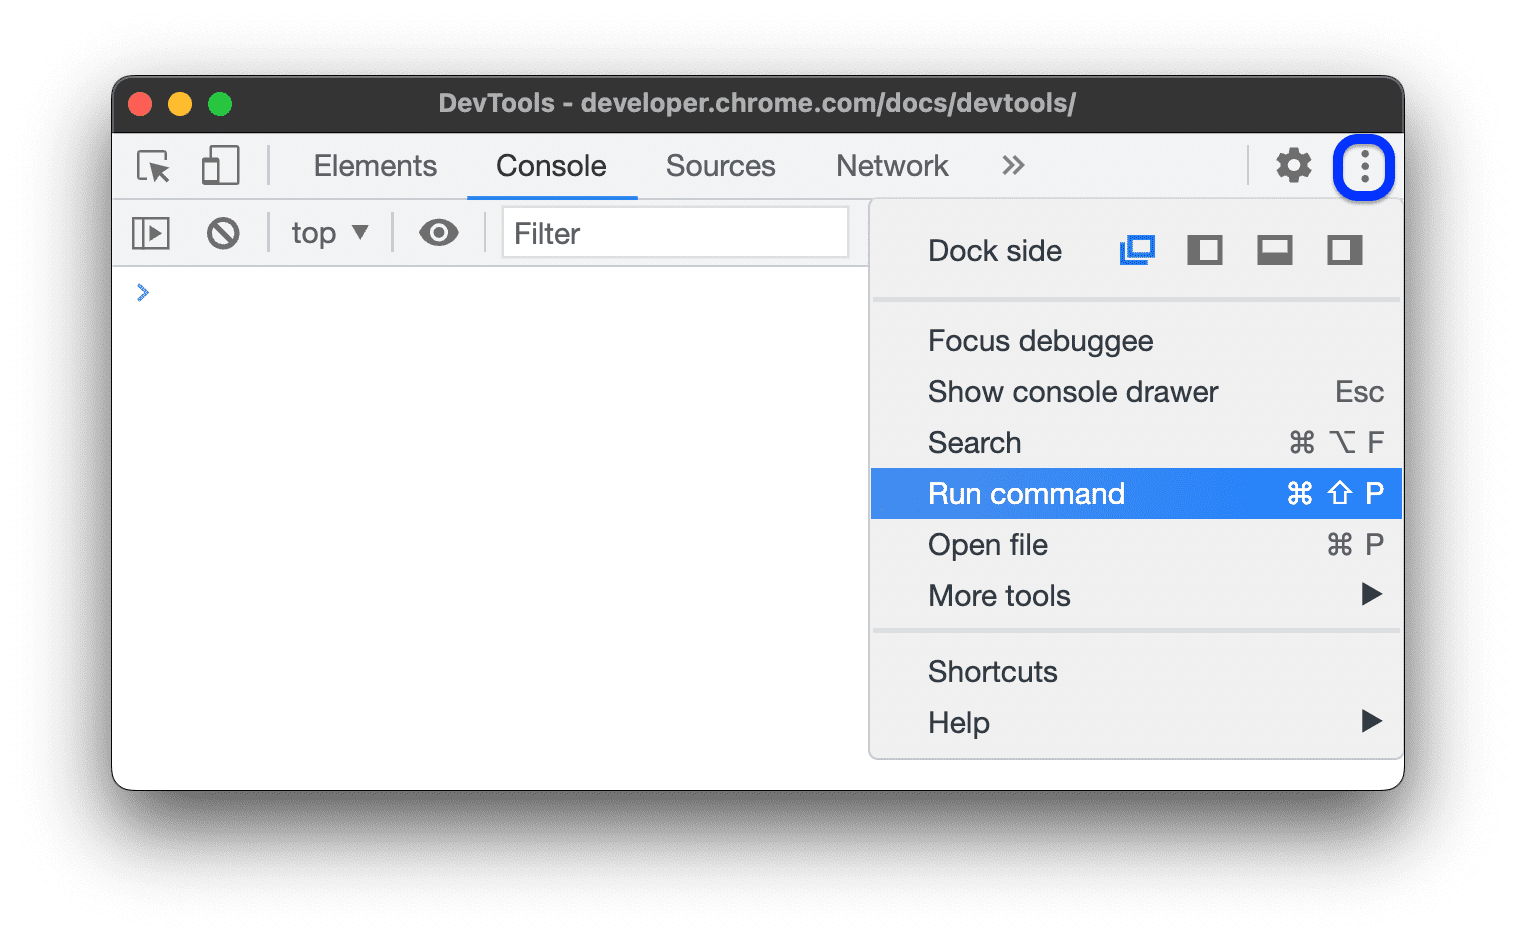 DevTools - developer.chrome.com/docs/devtools/
Elements Console Sources Network »
top ▼ Filter
Dock side
>
Focus debuggee
Show console drawer Esc
Search ⌘ ⌥ F
Run command ⌘ ⇧ P
Open file ⌘ P
More tools ▶
Shortcuts
Help ▶